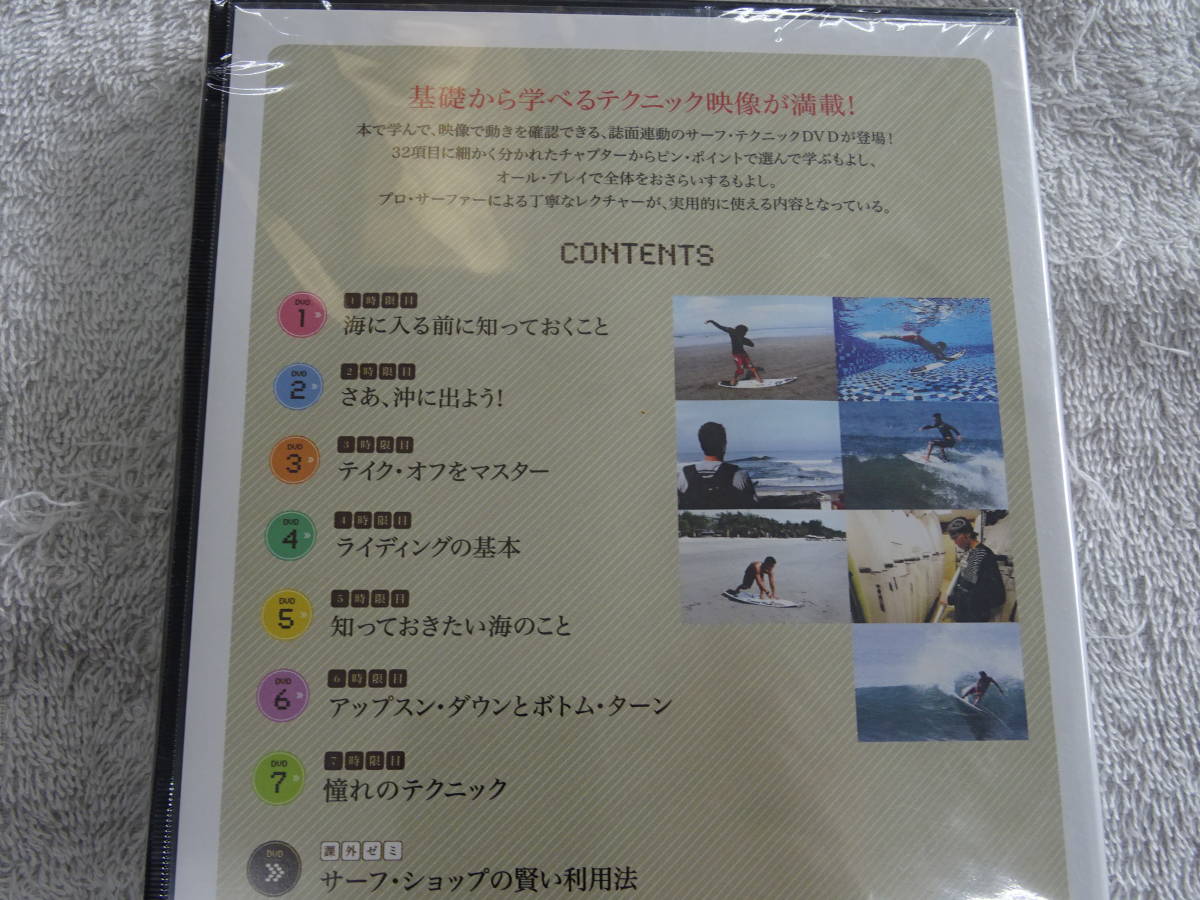 基礎から学べるテクニック映像が満載!
本で学んで、映像で動きを確認できる、誌面連動のサーフ・テクニックDVDが登場!
32項目に細かく分かれたチャプターからピン・ポイントで選んで学ぶもよし、
オール・プレイで全体をおさらいするもよし。
プロ・サーファーによる丁寧なレクチャーが、実用的に使える内容となっている。
CONTENTS
DVD 1
1時限目
海に入る前に知っておくこと
DVD 2
2時限目
さあ、沖に出よう!
DVD 3
3時限目
テイク・オフをマスター
DVD 4
4時限目
ライディングの基本
DVD 5
5時限目
知っておきたい海のこと
DVD 6
6時限目
アップスン・ダウンとボトム・ターン
DVD 7
7時限目
憧れのテクニック
DVD
課外ゼミ
サーフ・ショップの賢い利用法